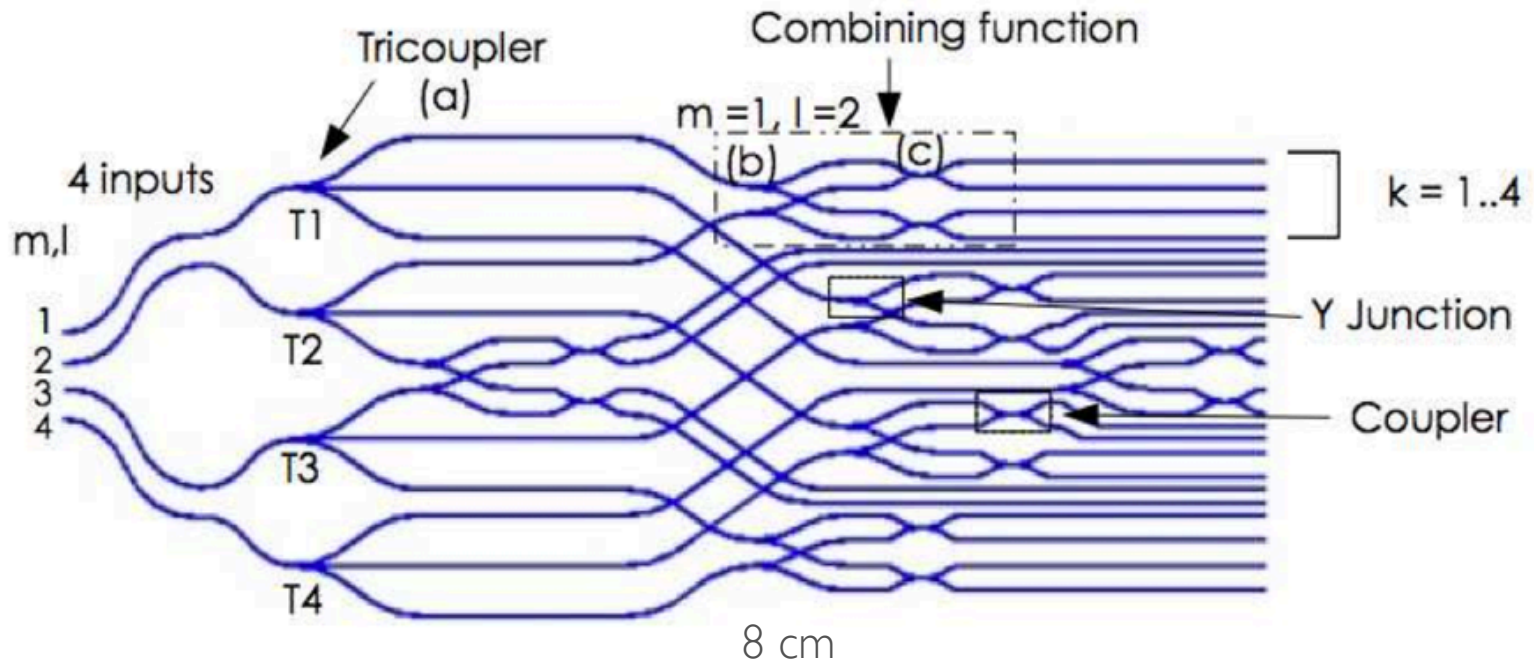 Combining function
Tricoupler
(a)
m =1, l =2
(b)
(c)
4 inputs
k = 1..4
T1
m,l
Y Junction
1
T2
2
3
4
Coupler
T3
T4
8 cm